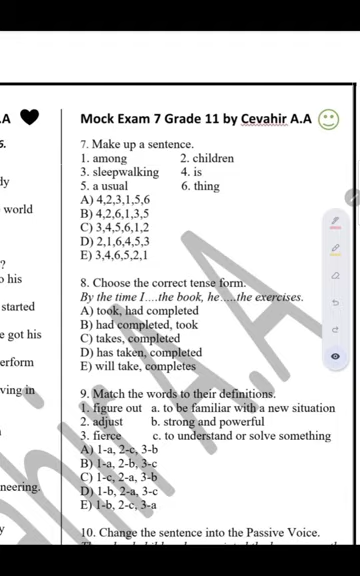 .A
Mock Exam 7 Grade 11 by Cevahir A.A
7. Make up a sentence.
1. among 2. children
3. sleepwalking 4. is
5. a usual 6. thing
A) 4,2,3,1,5,6
B) 4,2,6,1,3,5
C) 3,4,5,6,1,2
D) 2,1,6,4,5,3
E) 3,4,6,5,2,1
8. Choose the correct tense form.
By the time I....the book, he.....the exercises.
A) took, had completed
B) had completed, took
C) takes, completed
D) has taken, completed
E) will take, completes
9. Match the words to their definitions.
1. figure out a. to be familiar with a new situation
2. adjust b. strong and powerful
3. fierce c. to understand or solve something
A) 1-a, 2-c, 3-b
B) 1-a, 2-b, 3-c
C) 1-c, 2-a, 3-b
D) 1-b, 2-a, 3-c
E) 1-b, 2-c, 3-a
10. Change the sentence into the Passive Voice.
world
o his
started
e got his
erform
ving in
neering.